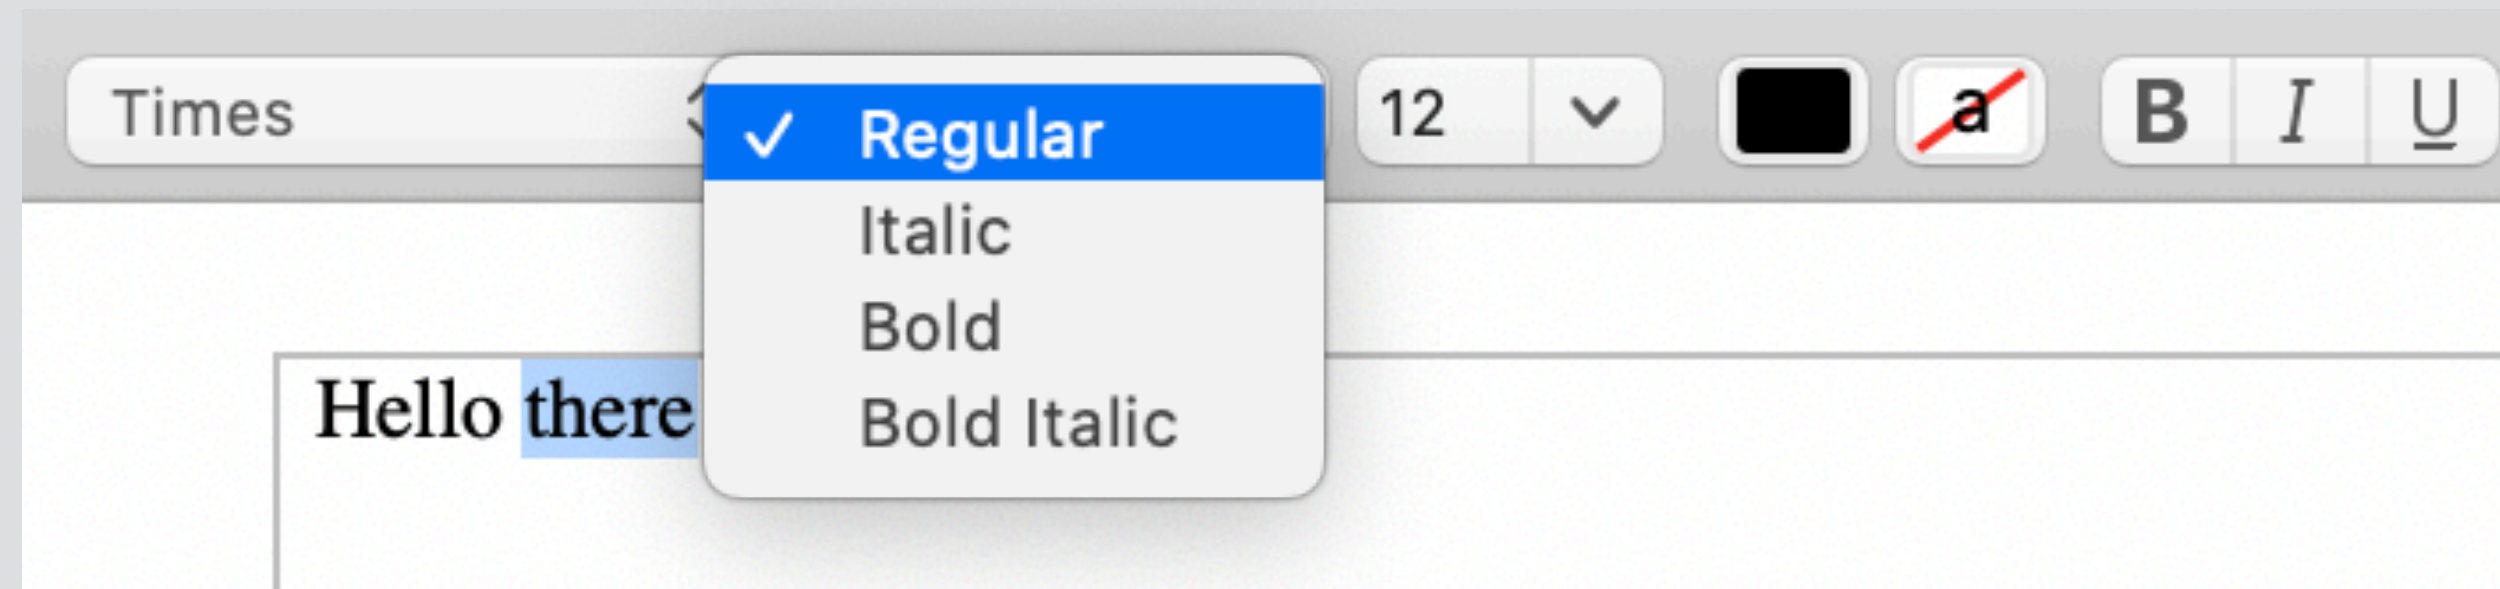 Times
Regular
12
a
B I U
Italic
Bold
Bold Italic
Hello there